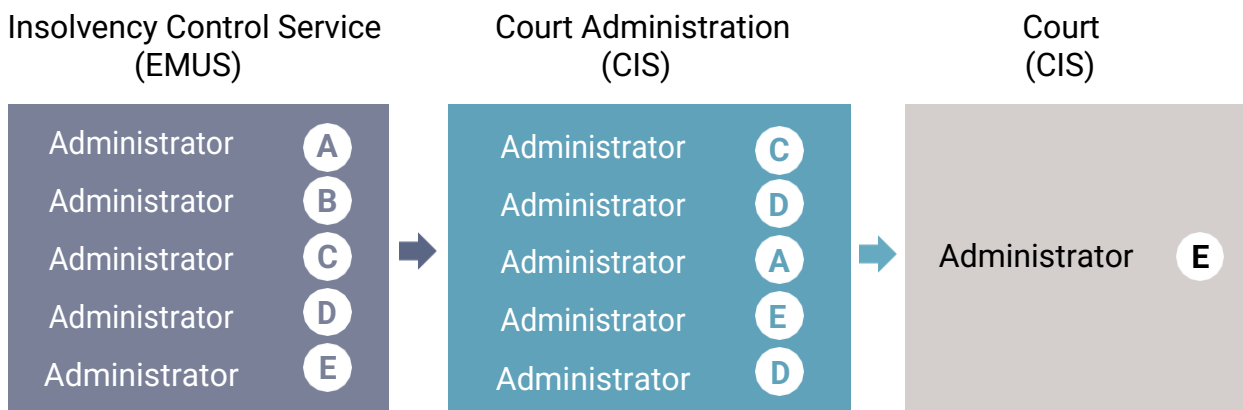 Insolvency Control Service
(EMUS)
Administrator A
Administrator B
Administrator C
Administrator D
Administrator E
Court Administration
(CIS)
Administrator C
Administrator D
Administrator A
Administrator E
Administrator D
Court
(CIS)
Administrator E